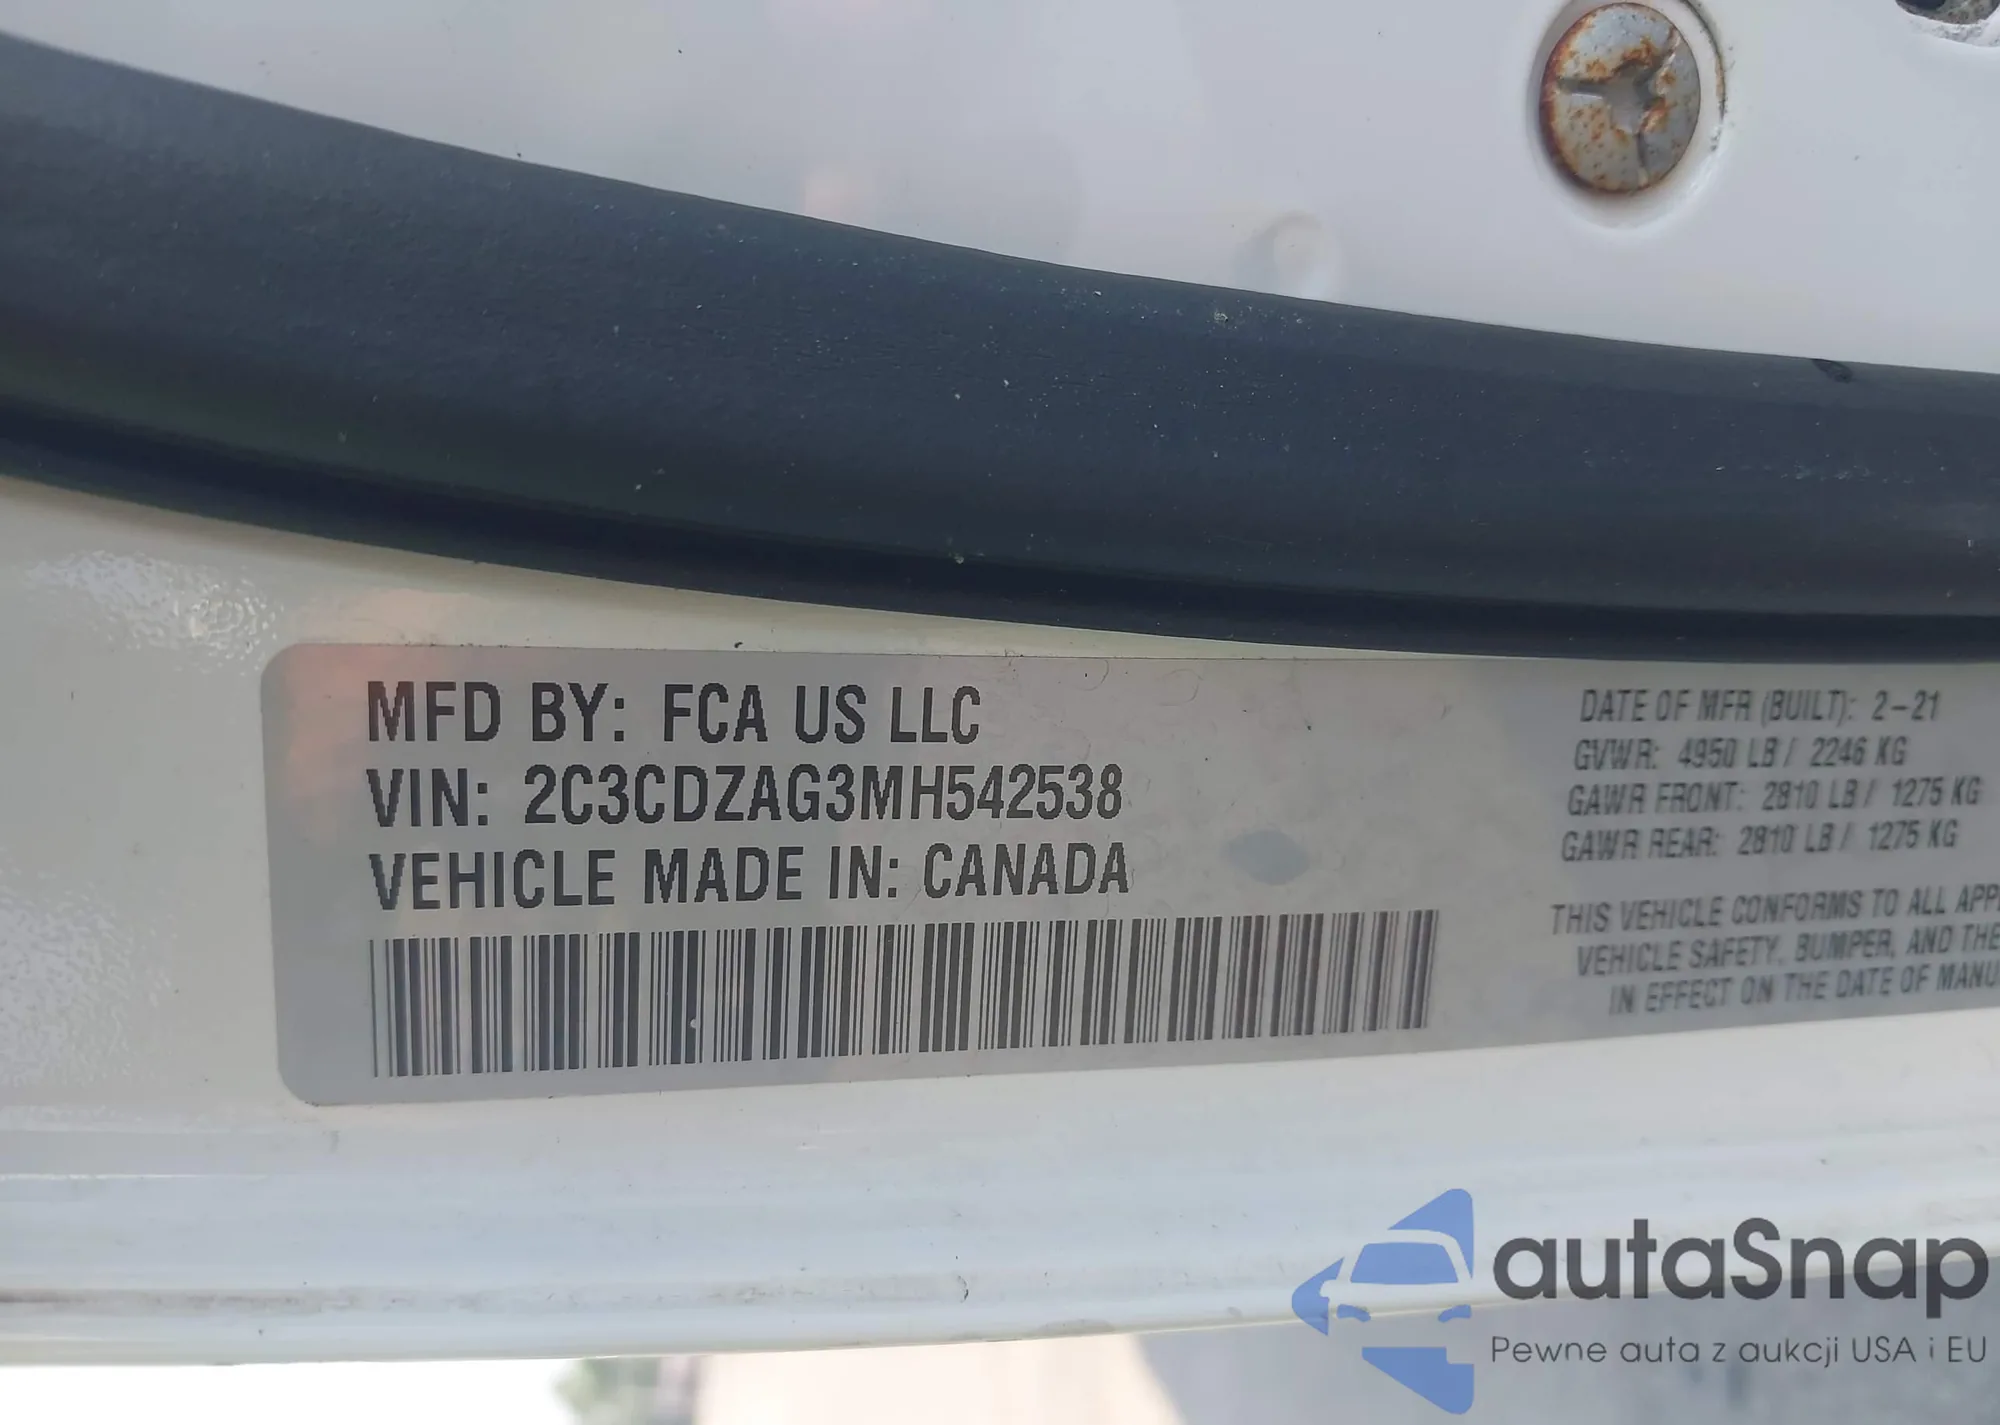 MFD BY: FCA US LLC
VIN: 2C3CDZAG3MH542538
VEHICLE MADE IN: CANADA
DATE OF MFR (BUILT): 2-21
GVWR: 4950 LB / 2246 KG
GAWR FRONT: 2810 LB / 1275 KG
GAWR REAR: 2810 LB / 1275 KG
THIS VEHICLE CONFORMS TO ALL APP
VEHICLE SAFETY, BUMPER, AND THE
IN EFFECT ON THE DATE OF MANU
autaSnap
Pewne auta z aukcji USA i EU